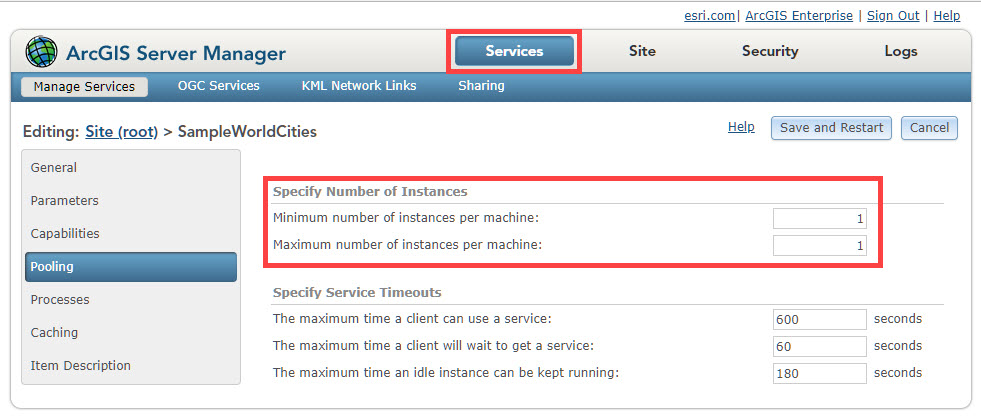 esri.com| ArcGIS Enterprise | Sign Out | Help
ArcGIS Server Manager
Services Site Security Logs
Manage Services OGC Services KML Network Links Sharing
Editing: Site (root) > SampleWorldCities
Help Save and Restart Cancel
General
Parameters
Capabilities
Pooling
Processes
Caching
Item Description
Specify Number of Instances
Minimum number of instances per machine: 1
Maximum number of instances per machine: 1
Specify Service Timeouts
The maximum time a client can use a service: 600 seconds
The maximum time a client will wait to get a service: 60 seconds
The maximum time an idle instance can be kept running: 180 seconds